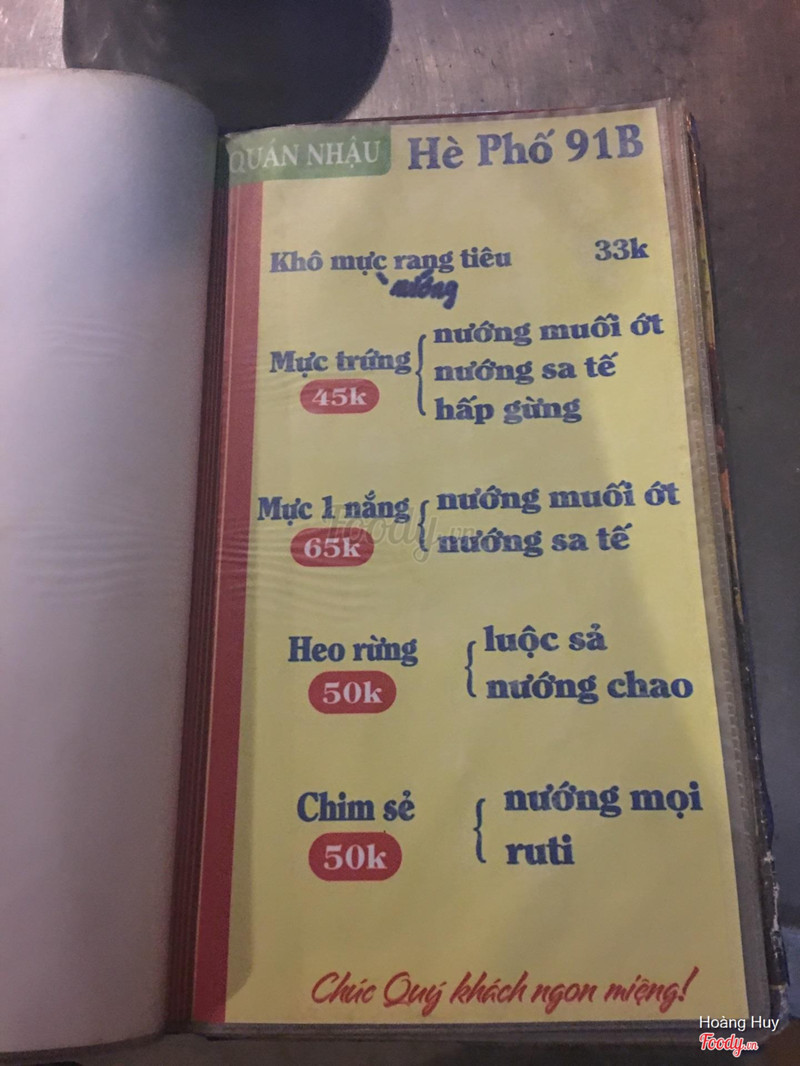 QUÁN NHẬU Hè Phố 91B
Khô mực rang tiêu 33k
nướng
Mực trứng nướng muối ớt
nướng sa tế
45k
hấp gừng
Mực 1 nắng nướng muối ớt
65k nướng sa tế
Foody.vn
Heo rừng luộc sả
50k nướng chao
Chim sẻ nướng mọi
50k ruti
Chúc Quý khách ngon miệng!
Hoàng Huy
Foody.vn